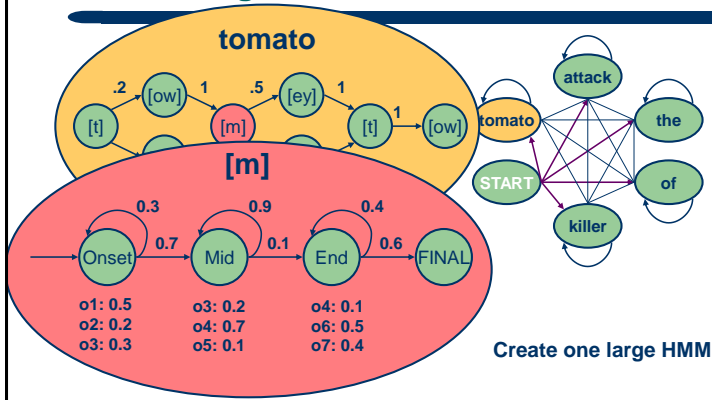 tomato
.2
1
.5
1
[ow]
[ey]
[t]
[m]
[t]
1
[ow]
[m]
0.3
0.9
0.4
Onset
0.7
Mid
0.1
End
0.6
FINAL
o1: 0.5
o2: 0.2
o3: 0.3
o3: 0.2
o4: 0.7
o5: 0.1
o4: 0.1
o6: 0.5
o7: 0.4
attack
tomato
the
START
of
killer
Create one large HMM